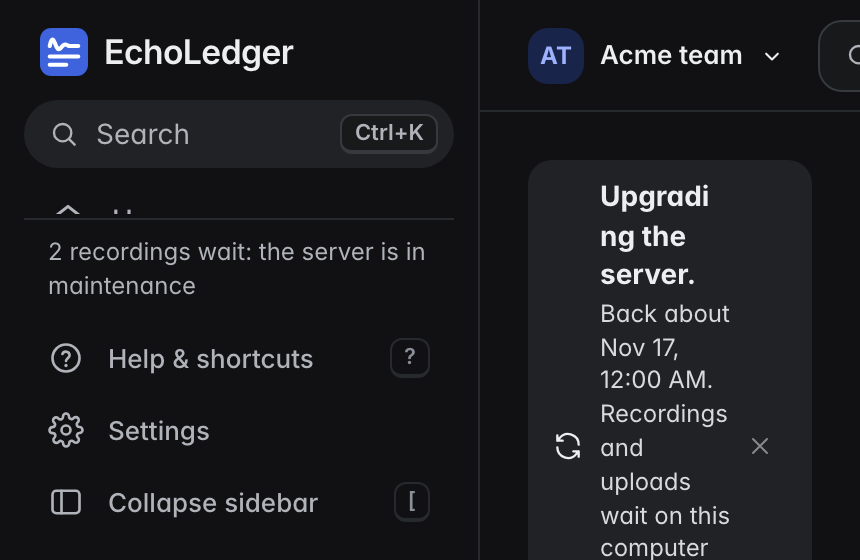 EchoLedger
Search
Ctrl+K
2 recordings wait: the server is in
maintenance
Help & shortcuts
?
Settings
Collapse sidebar
[
AT
Acme team
Upgradi
ng the
server.
Back about
Nov 17,
12:00 AM.
Recordings
and
uploads
wait on this
computer